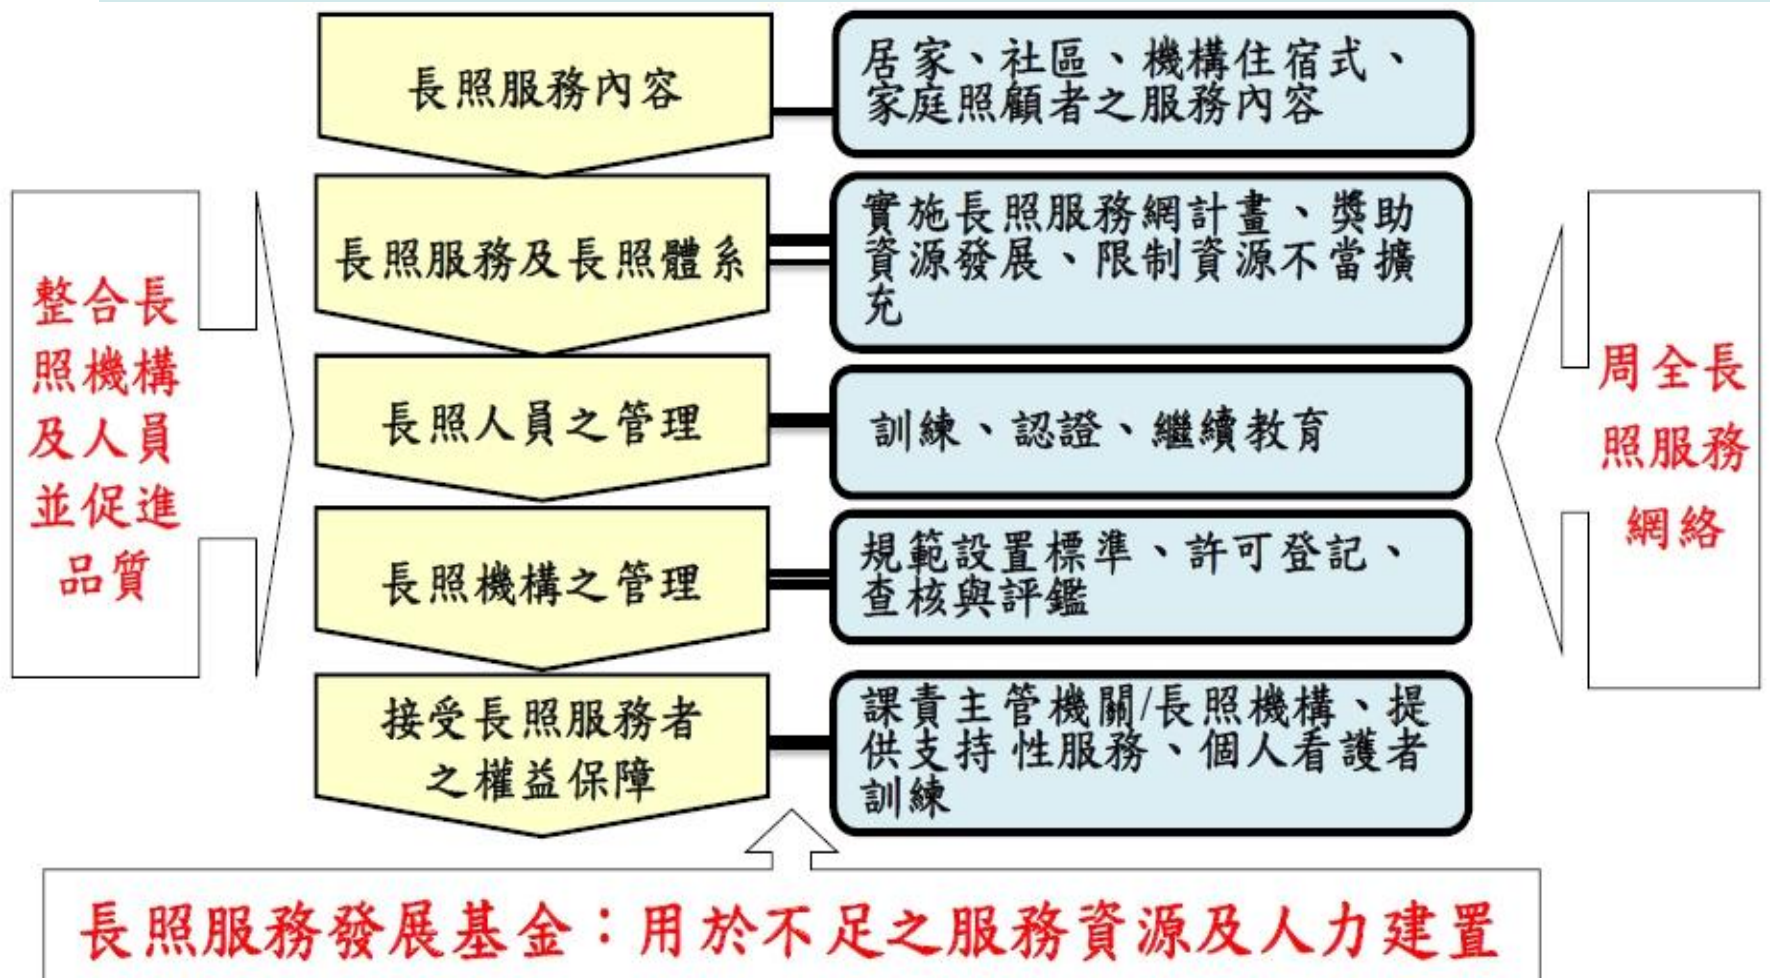 長照服務內容
居家、社區、機構住宿式、
家庭照顧者之服務內容
長照服務及長照體系
實施長照服務網計畫、獎助
資源發展、限制資源不當擴
充
長照人員之管理
訓練、認證、繼續教育
長照機構之管理
規範設置標準、許可登記、
查核與評鑑
接受長照服務者
之權益保障
課責主管機關/長照機構、提
供支持性服務、個人看護者
訓練
整合長
照機構
及人員
並促進
品質
周全長
照服務
網絡
長照服務發展基金：用於不足之服務資源及人力建置